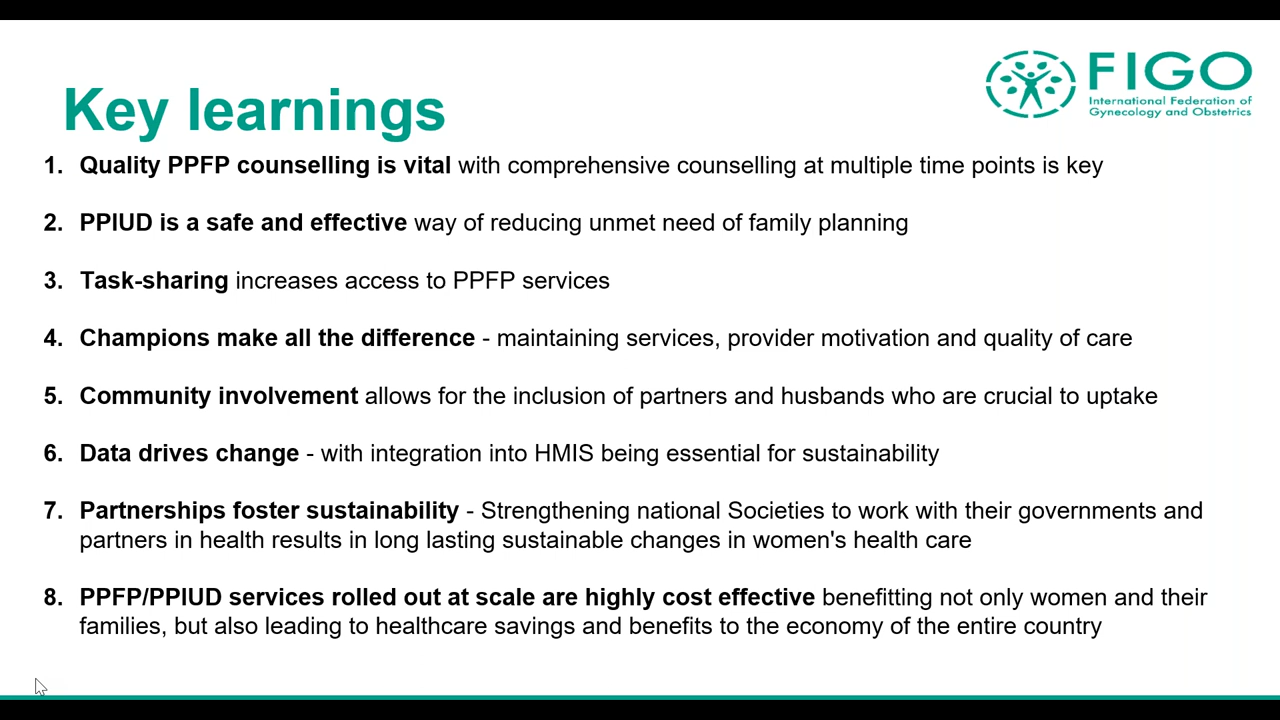 FIGO
International Federation of
Gynecology and Obstetrics
Key learnings
1. Quality PPFP counselling is vital with comprehensive counselling at multiple time points is key
2. PPIUD is a safe and effective way of reducing unmet need of family planning
3. Task-sharing increases access to PPFP services
4. Champions make all the difference - maintaining services, provider motivation and quality of care
5. Community involvement allows for the inclusion of partners and husbands who are crucial to uptake
6. Data drives change - with integration into HMIS being essential for sustainability
7. Partnerships foster sustainability - Strengthening national Societies to work with their governments and
partners in health results in long lasting sustainable changes in women's health care
8. PPFP/PPIUD services rolled out at scale are highly cost effective benefitting not only women and their
families, but also leading to healthcare savings and benefits to the economy of the entire country